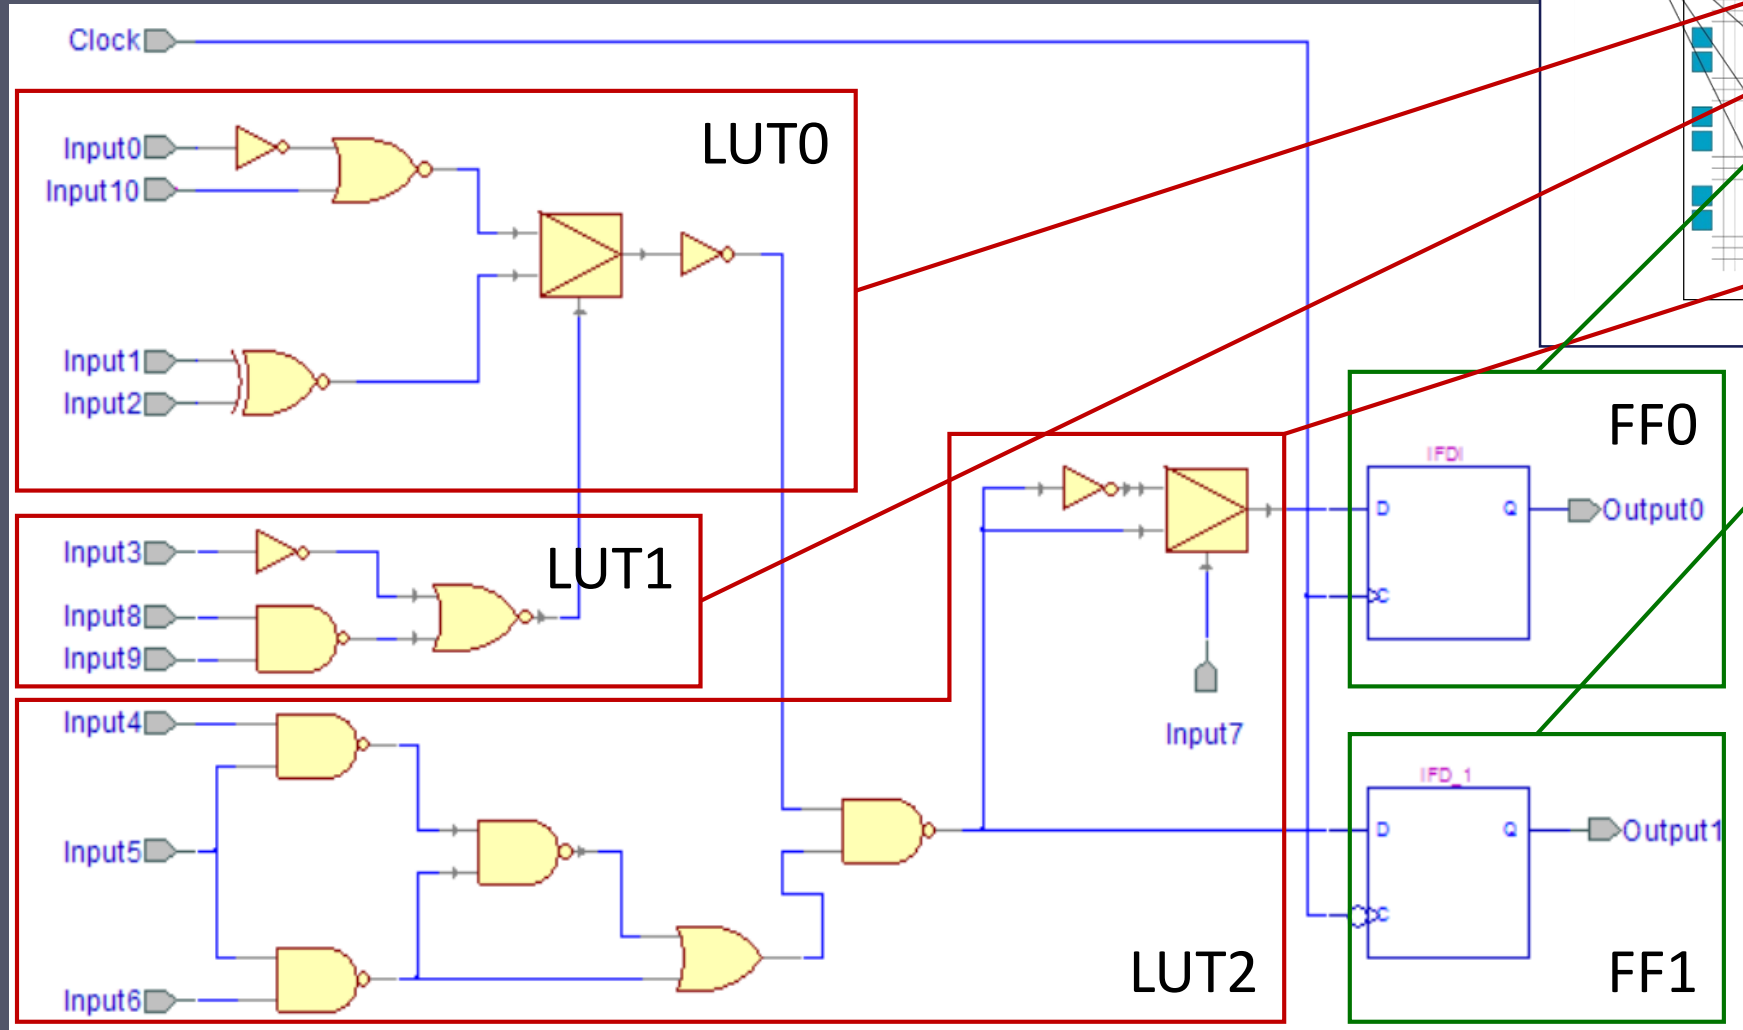 Clock
Input0
LUT0
Input10
Input1
Input2
FF0
IFDI
D
Q
Output0
Input3
LUT1
C
Input8
Input9
Input4
Input7
IFD_1
D
Q
Output1
Input5
C
LUT2
FF1
Input6